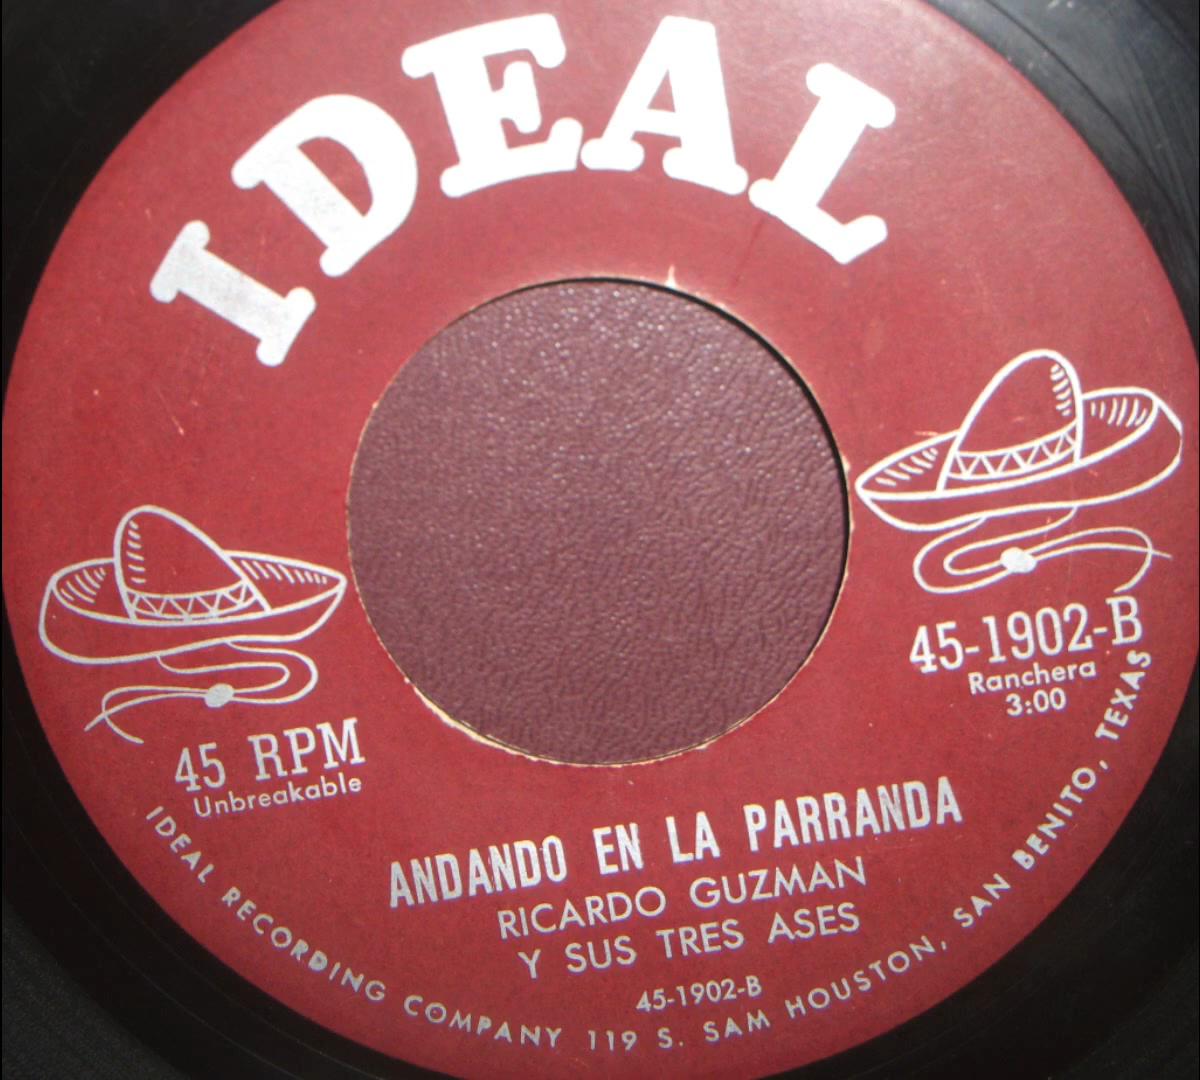 IDEAL
45-1902-B
Ranchera
3:00
45 RPM
Unbreakable
ANDANDO EN LA PARRANDA
RICARDO GUZMAN
Y SUS TRES ASES
45-1902-B
IDEAL RECORDING COMPANY 119 S. SAM HOUSTON, SAN BENITO, TEXAS